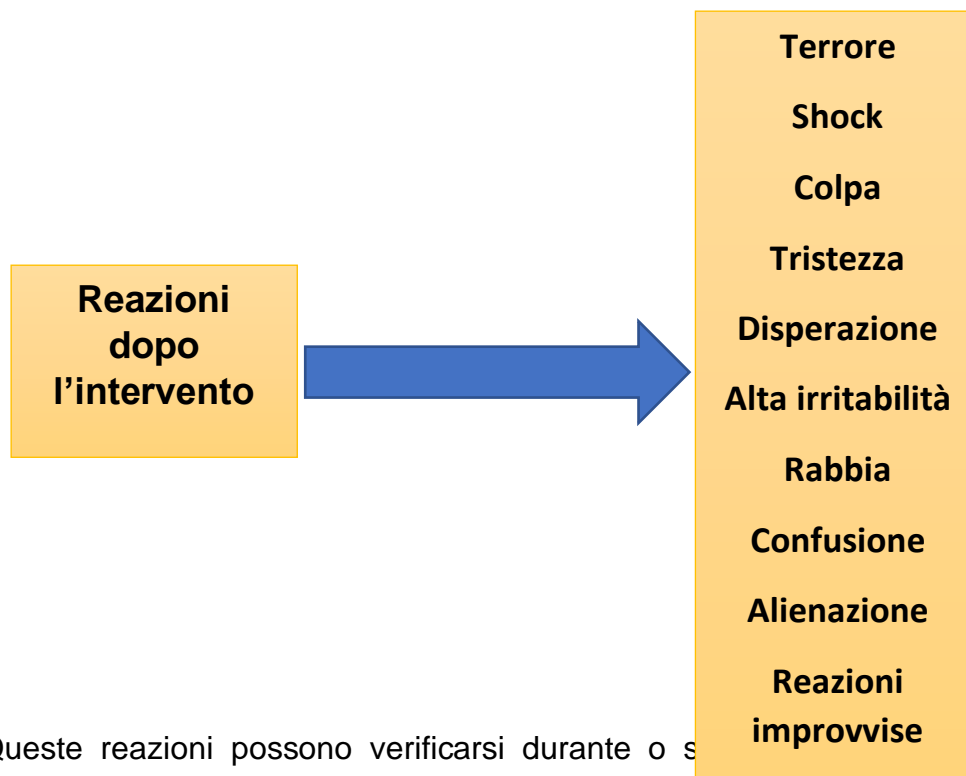 Reazioni
dopo
l’intervento
Terrore
Shock
Colpa
Tristezza
Disperazione
Alta irritabilità
Rabbia
Confusione
Alienazione
Reazioni
improvvise
Queste reazioni possono verificarsi durante o